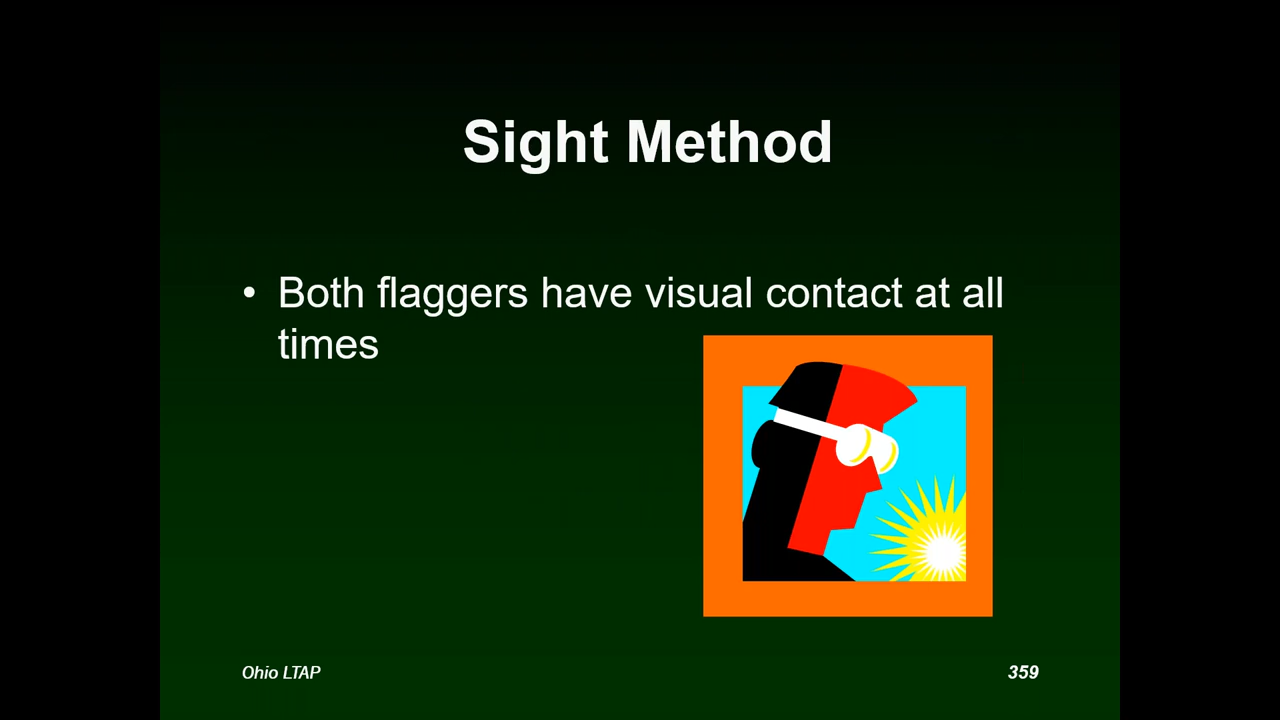 Sight Method
• Both flaggers have visual contact at all
times
Ohio LTAP
359